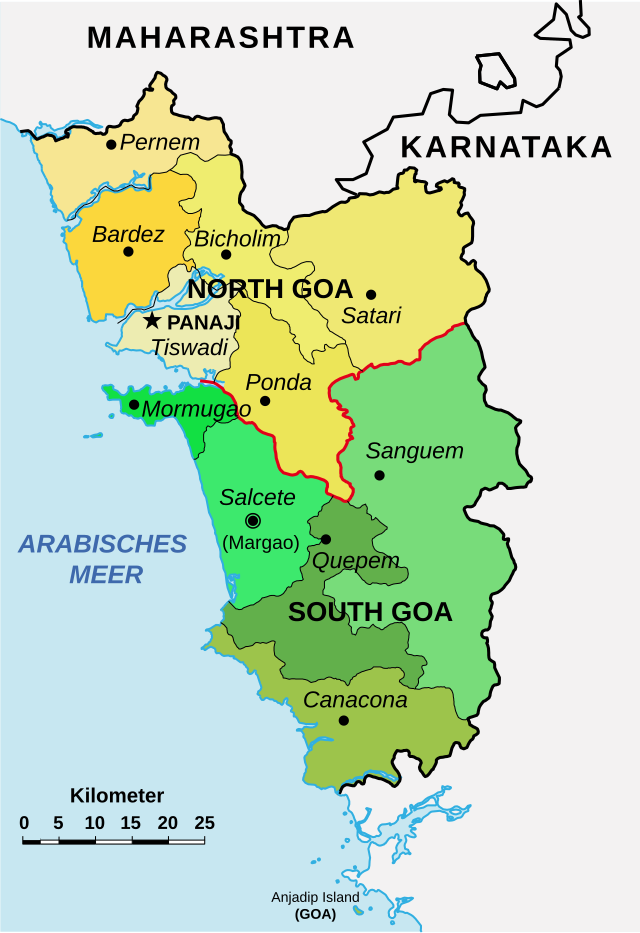 MAHARASHTRA
KARNATAKA
Pernem
Bardez
Bicholim
NORTH GOA
Satari
PANAJI
Tiswadi
Ponda
Mormugao
Sanguem
Salcete
(Margao)
ARABISCHES
MEER
Quepem
SOUTH GOA
Canacona
Kilometer
0 5 10 15 20 25
Anjadip Island
(GOA)